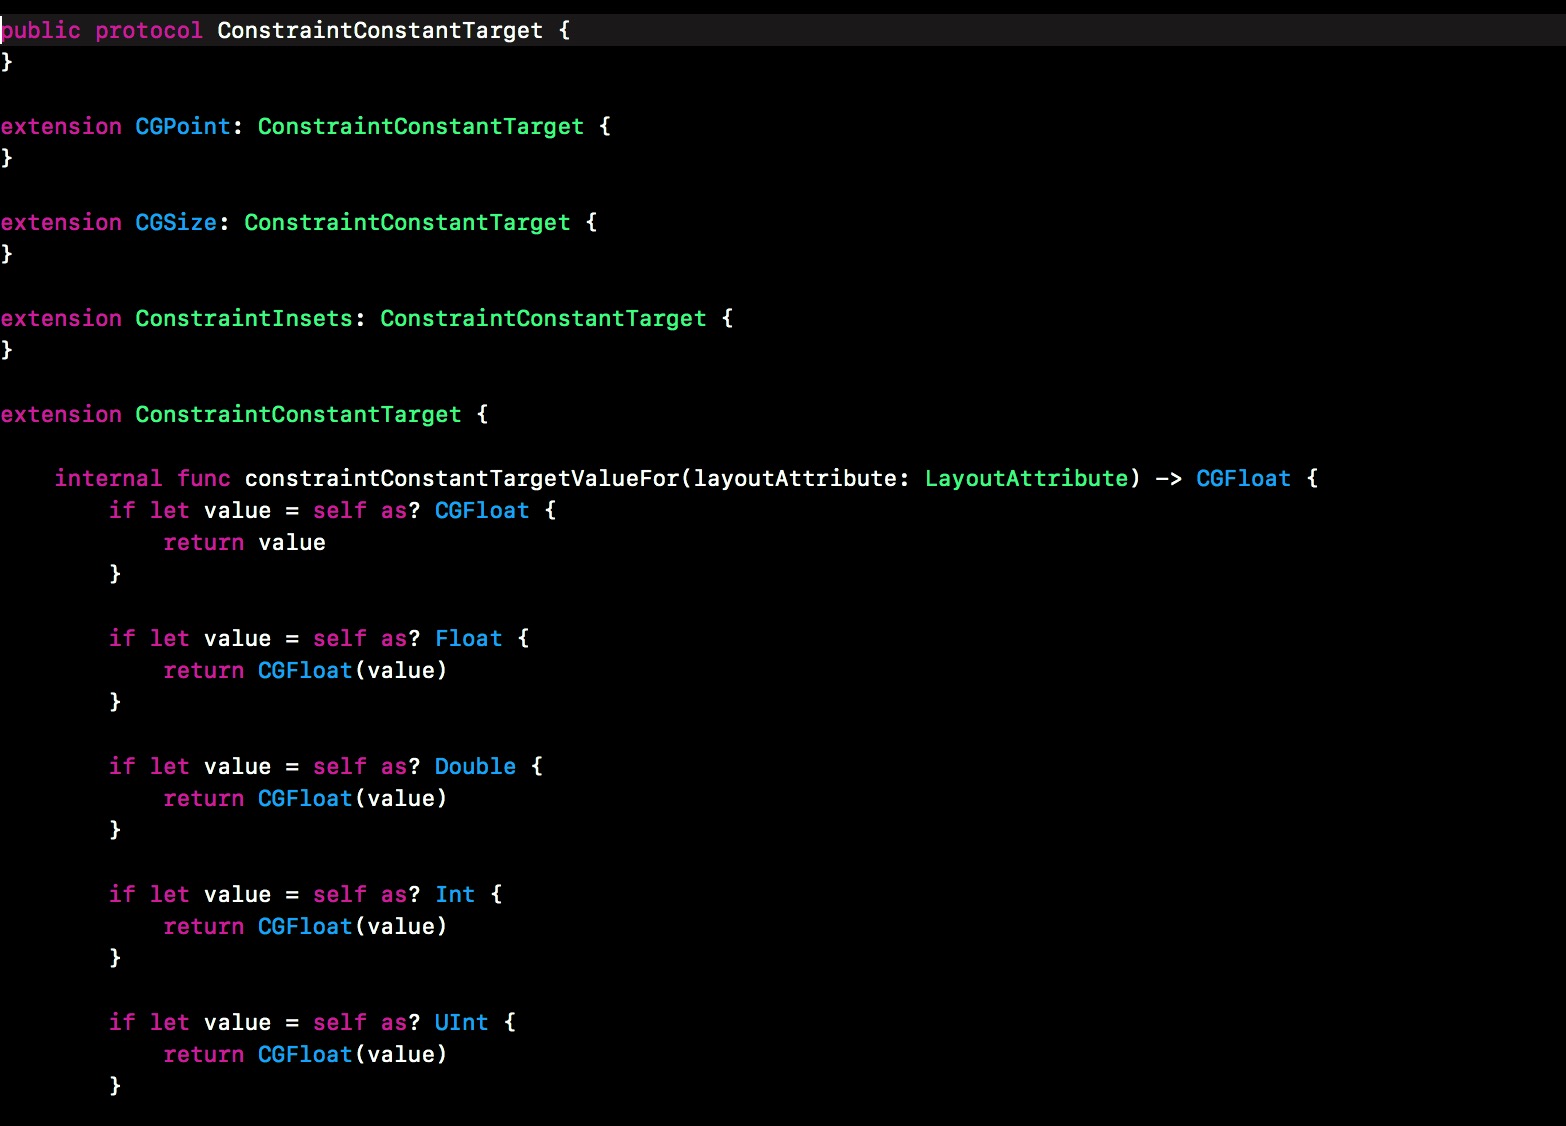 public protocol ConstraintConstantTarget {
}
extension CGPoint: ConstraintConstantTarget {
}
extension CGSize: ConstraintConstantTarget {
}
extension ConstraintInsets: ConstraintConstantTarget {
}
extension ConstraintConstantTarget {
    internal func constraintConstantTargetValueFor(layoutAttribute: LayoutAttribute) -> CGFloat {
        if let value = self as? CGFloat {
            return value
        }
        if let value = self as? Float {
            return CGFloat(value)
        }
        if let value = self as? Double {
            return CGFloat(value)
        }
        if let value = self as? Int {
            return CGFloat(value)
        }
        if let value = self as? UInt {
            return CGFloat(value)
        }